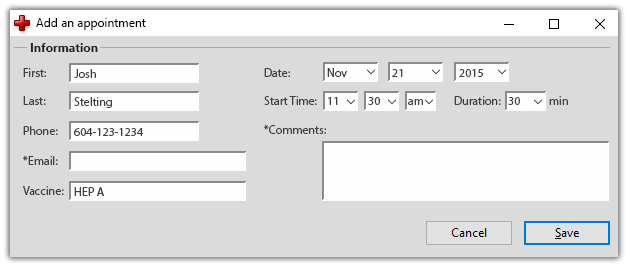 Add an appointment
Information
First: Josh
Last: Stelting
Phone: 604-123-1234
*Email:
Vaccine: HEP A
Date: Nov 21 2015
Start Time: 11 30 am Duration: 30 min
*Comments:
Cancel Save